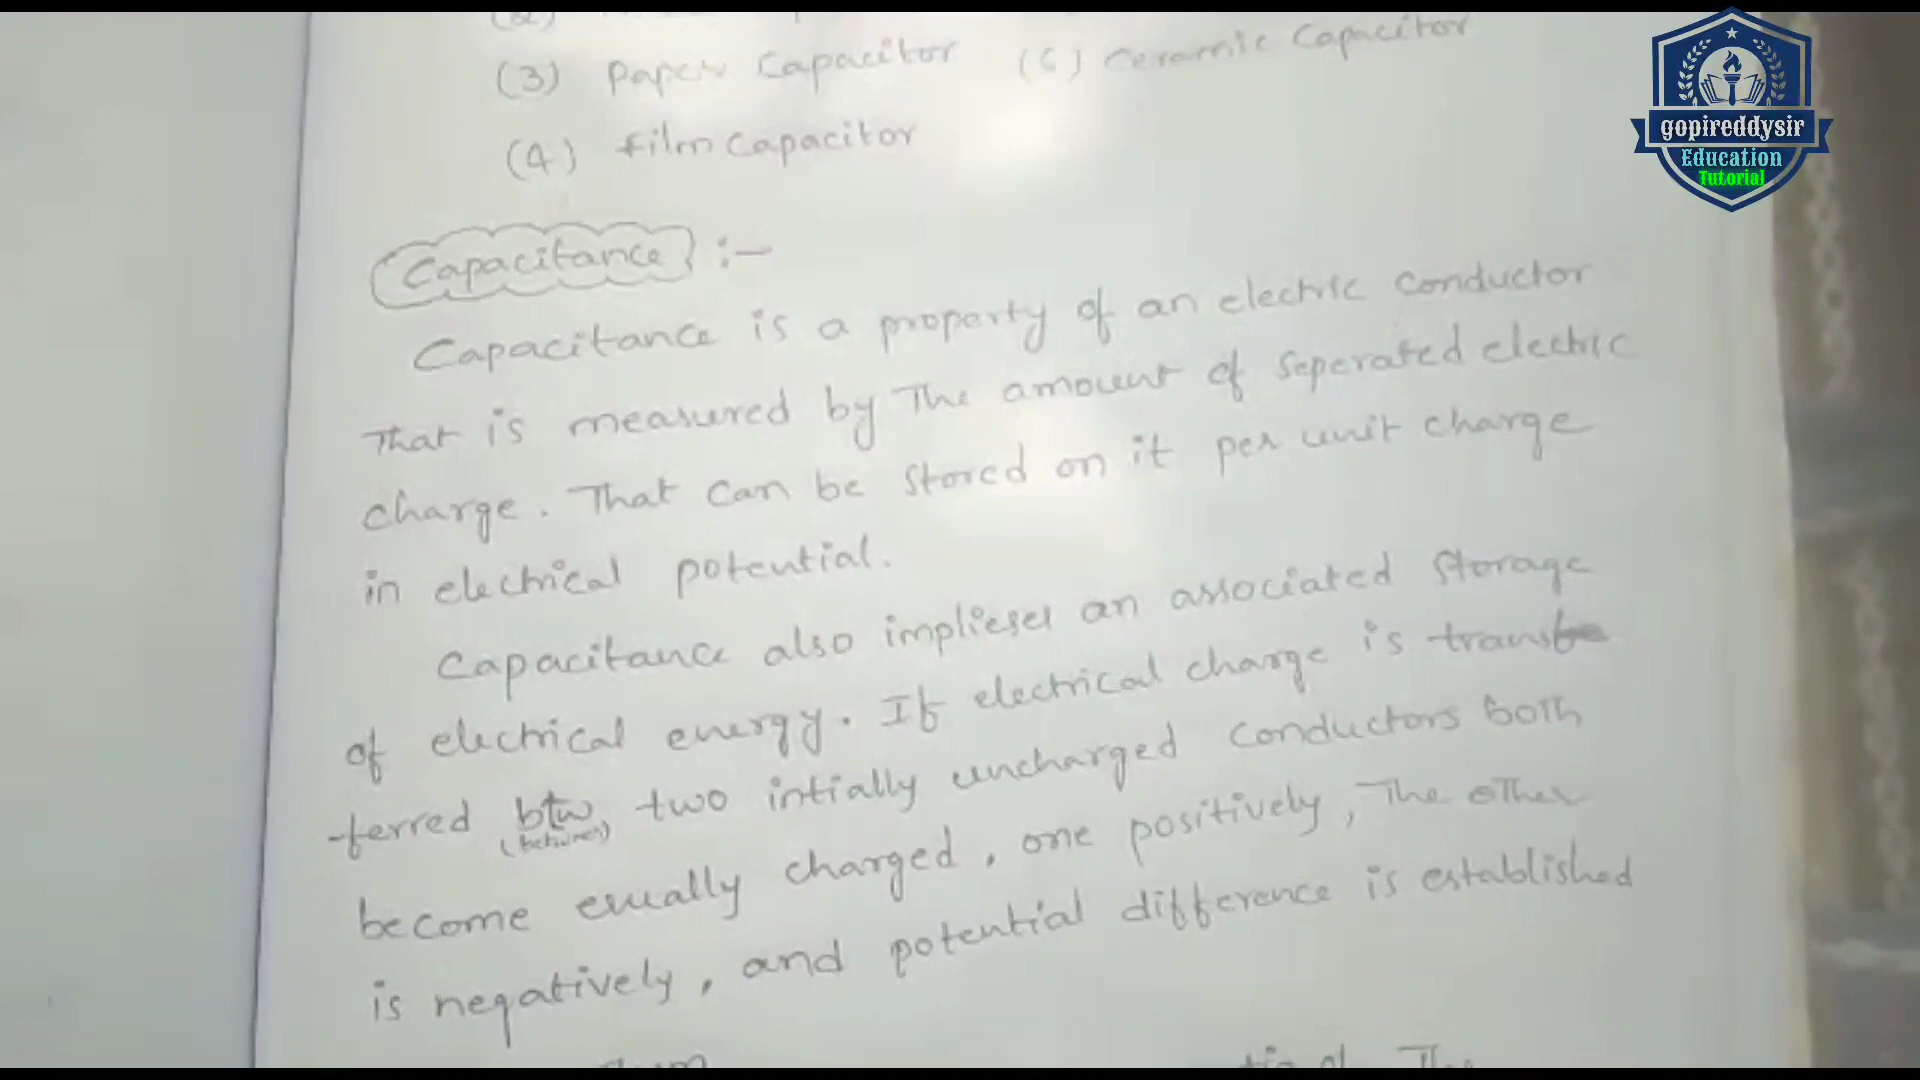 (3) Paper Capacitor (6) Ceramic Capacitor
(4) Film Capacitor
Capacitance :-
Capacitance is a property of an electric conductor
That is measured by The amount of Seperated electric
charge. That can be stored on it per unit charge
in electrical potential.
Capacitance also implieses an associated Storage
of electrical energy. If electrical charge is trans
-ferred btw two intially uncharged conductors both
(between)
become eually charged, one positively, The other
is negatively, and potential difference is established
gopireddysir
Education
Tutorial